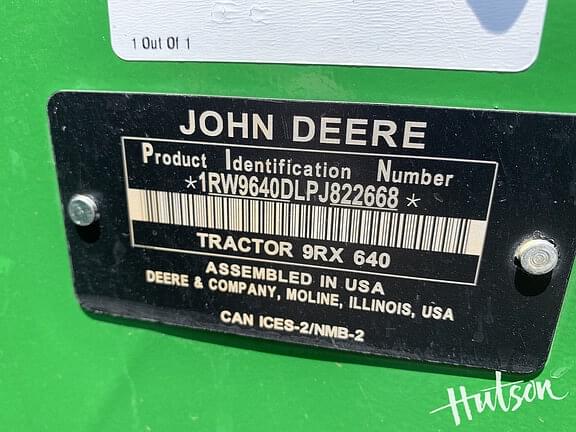 1 Out Of 1
JOHN DEERE
Product Identification Number
*1RW9640DLPJ822668*
TRACTOR 9RX 640
ASSEMBLED IN USA
DEERE & COMPANY, MOLINE, ILLINOIS, USA
CAN ICES-2/NMB-2
Hutson